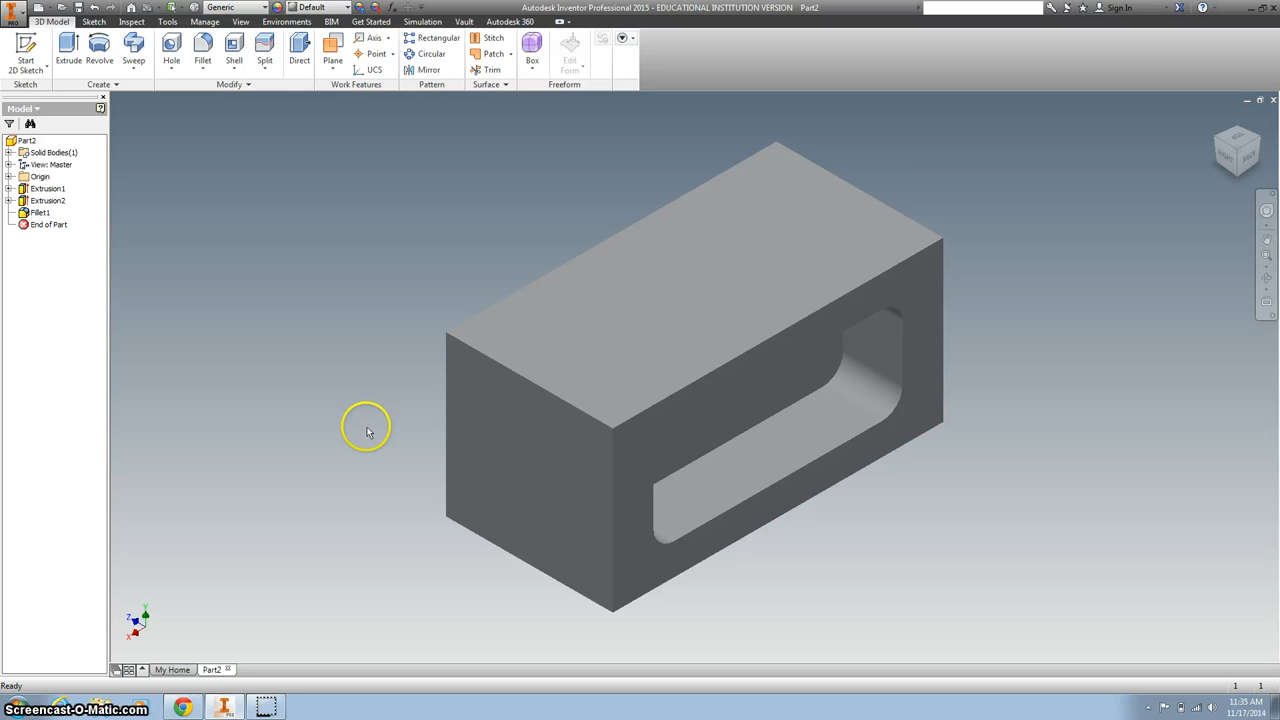 PRO
Generic
Default
Autodesk Inventor Professional 2015 - EDUCATIONAL INSTITUTION VERSION Part2
Sign In
3D Model Sketch Inspect Tools Manage View Environments BIM Get Started Simulation Vault Autodesk 360
Start
2D Sketch
Extrude Revolve Sweep
Hole Fillet Shell Split
Direct
Plane
Axis
Point
UCS
Rectangular
Circular
Mirror
Stitch
Patch
Trim
Box
Edit
Form
Sketch Create Modify Work Features Pattern Surface Freeform
Model
Part2
Solid Bodies(1)
View: Master
Origin
Extrusion1
Extrusion2
Fillet1
End of Part
RIGHT BACK
Y
Z
X
My Home Part2
Ready
1 1
Screencast-O-Matic.com
PRO
11:35 AM
11/17/2014